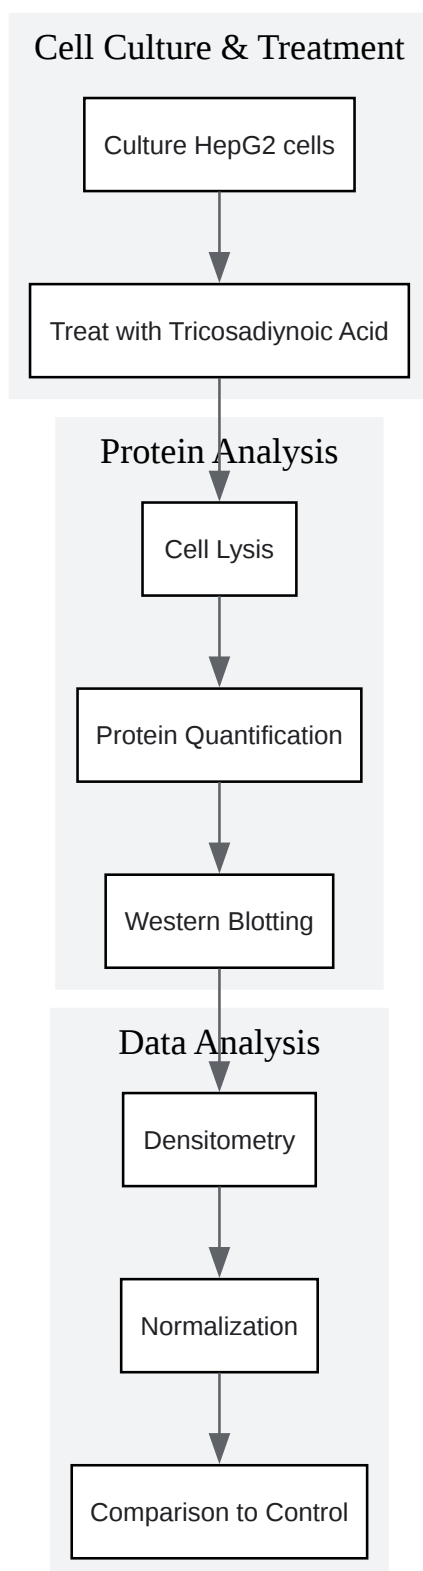 Cell Culture & Treatment
Culture HepG2 cells
Treat with Tricosadiynoic Acid
Protein Analysis
Cell Lysis
Protein Quantification
Western Blotting
Data Analysis
Densitometry
Normalization
Comparison to Control